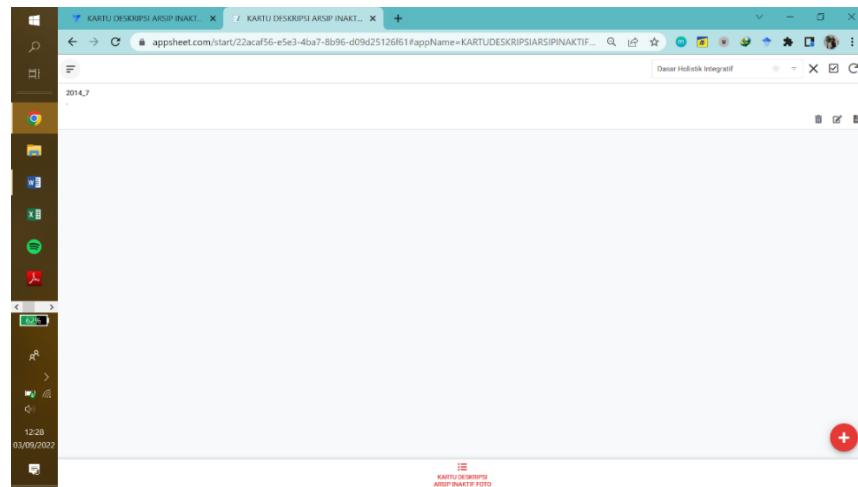 KARTU DESKRIPSI ARSIP INAKT...
KARTU DESKRIPSI ARSIP INAKT...
appsheet.com/start/22acaf56-e5e3-4ba7-8b96-d09d25126f61#appName=KARTUDESKRIPSIARSIPINAKTIF...
Dasar Holistik Integratif
2014_7
62%
12:28
03/09/2022
KARTU DESKRIPSI
ARSIP INAKTIF FOTO